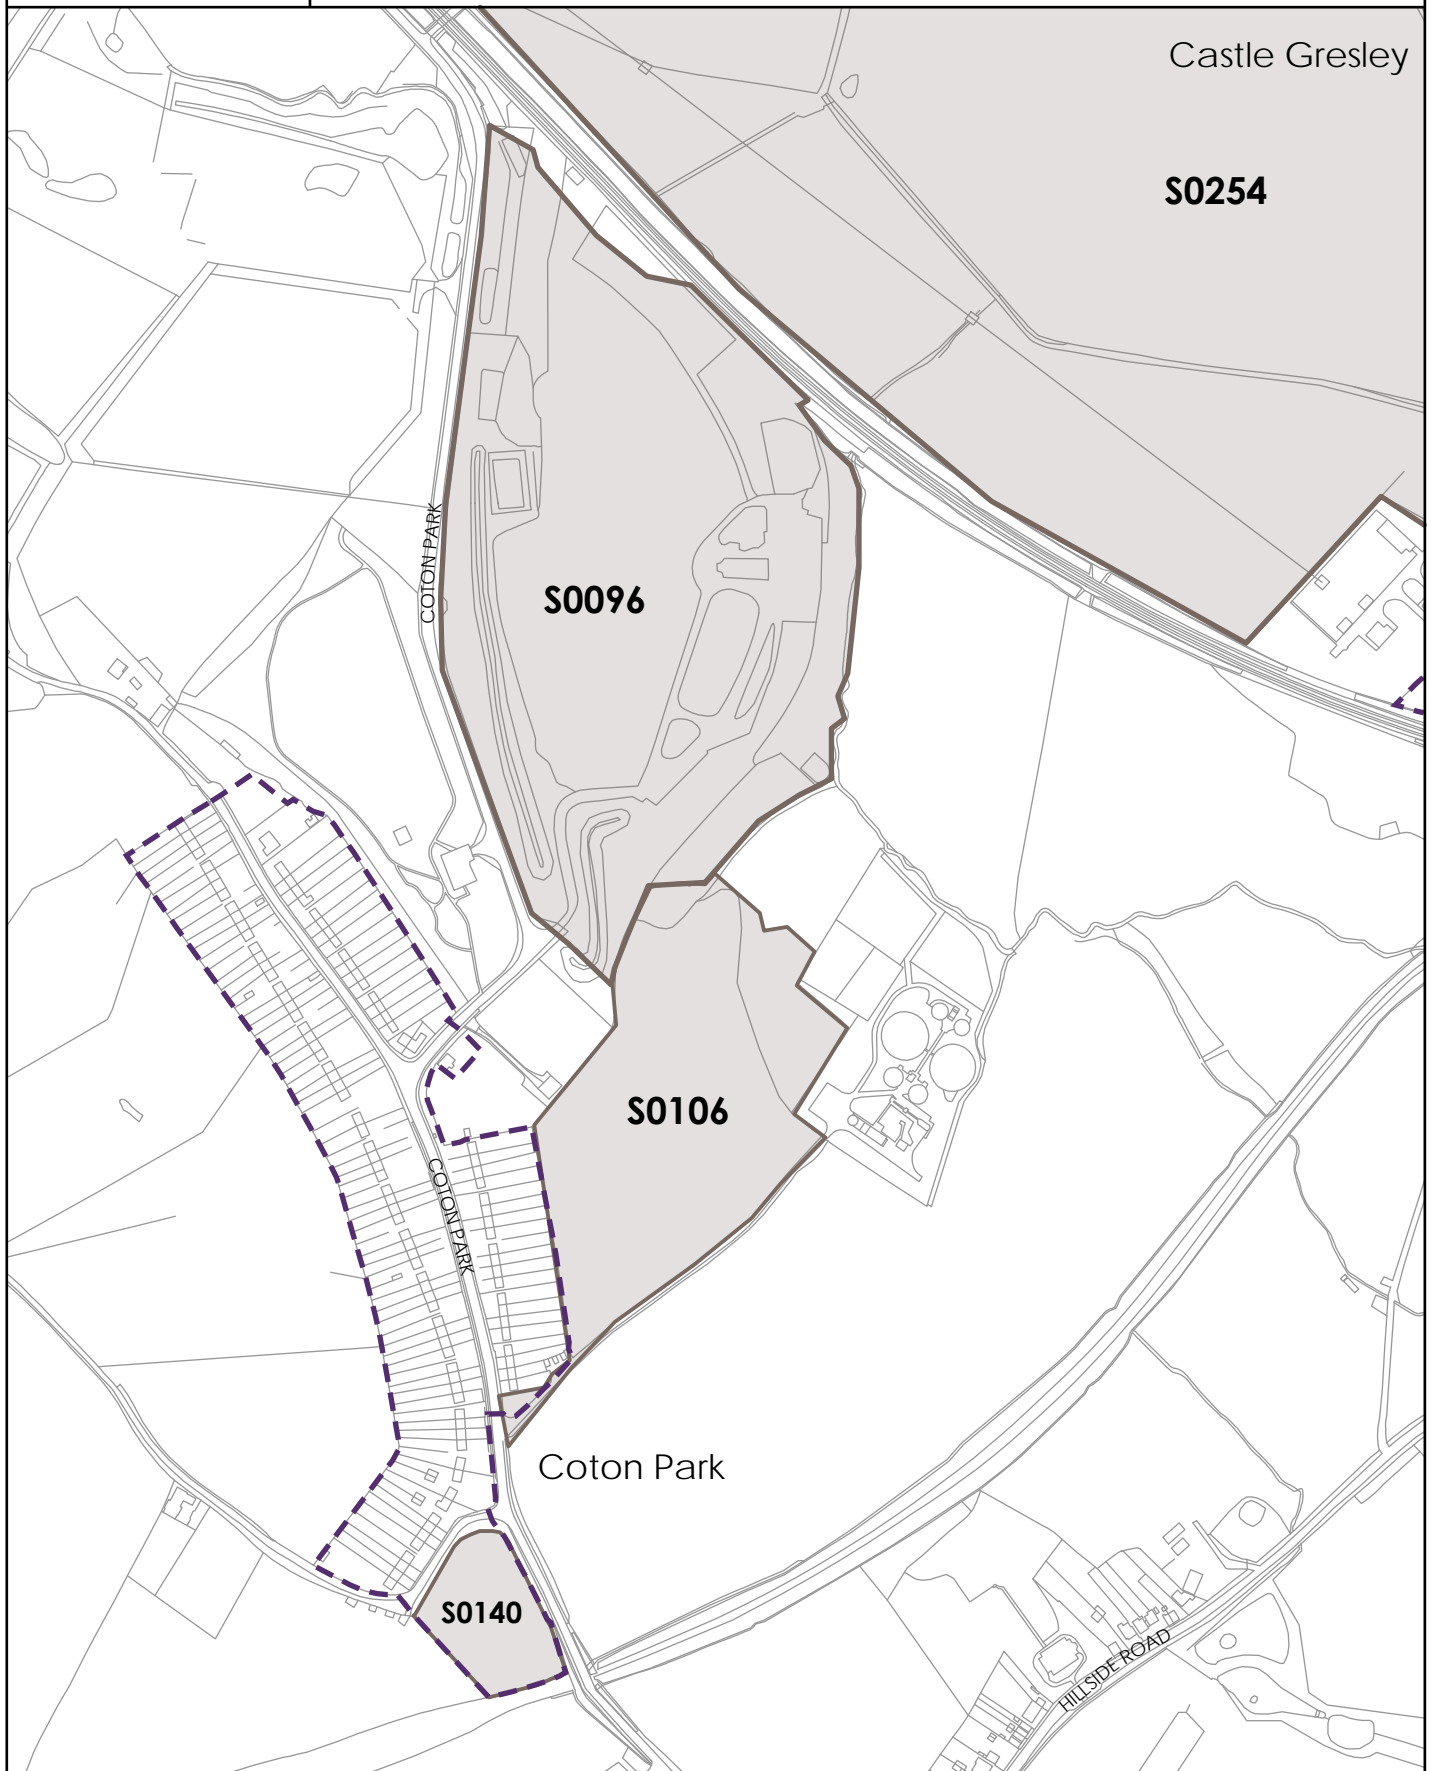 Castle Gresley
S0254
COTON PARK
S0096
S0106
COTON PARK
Coton Park
S0140
HILLSIDE ROAD